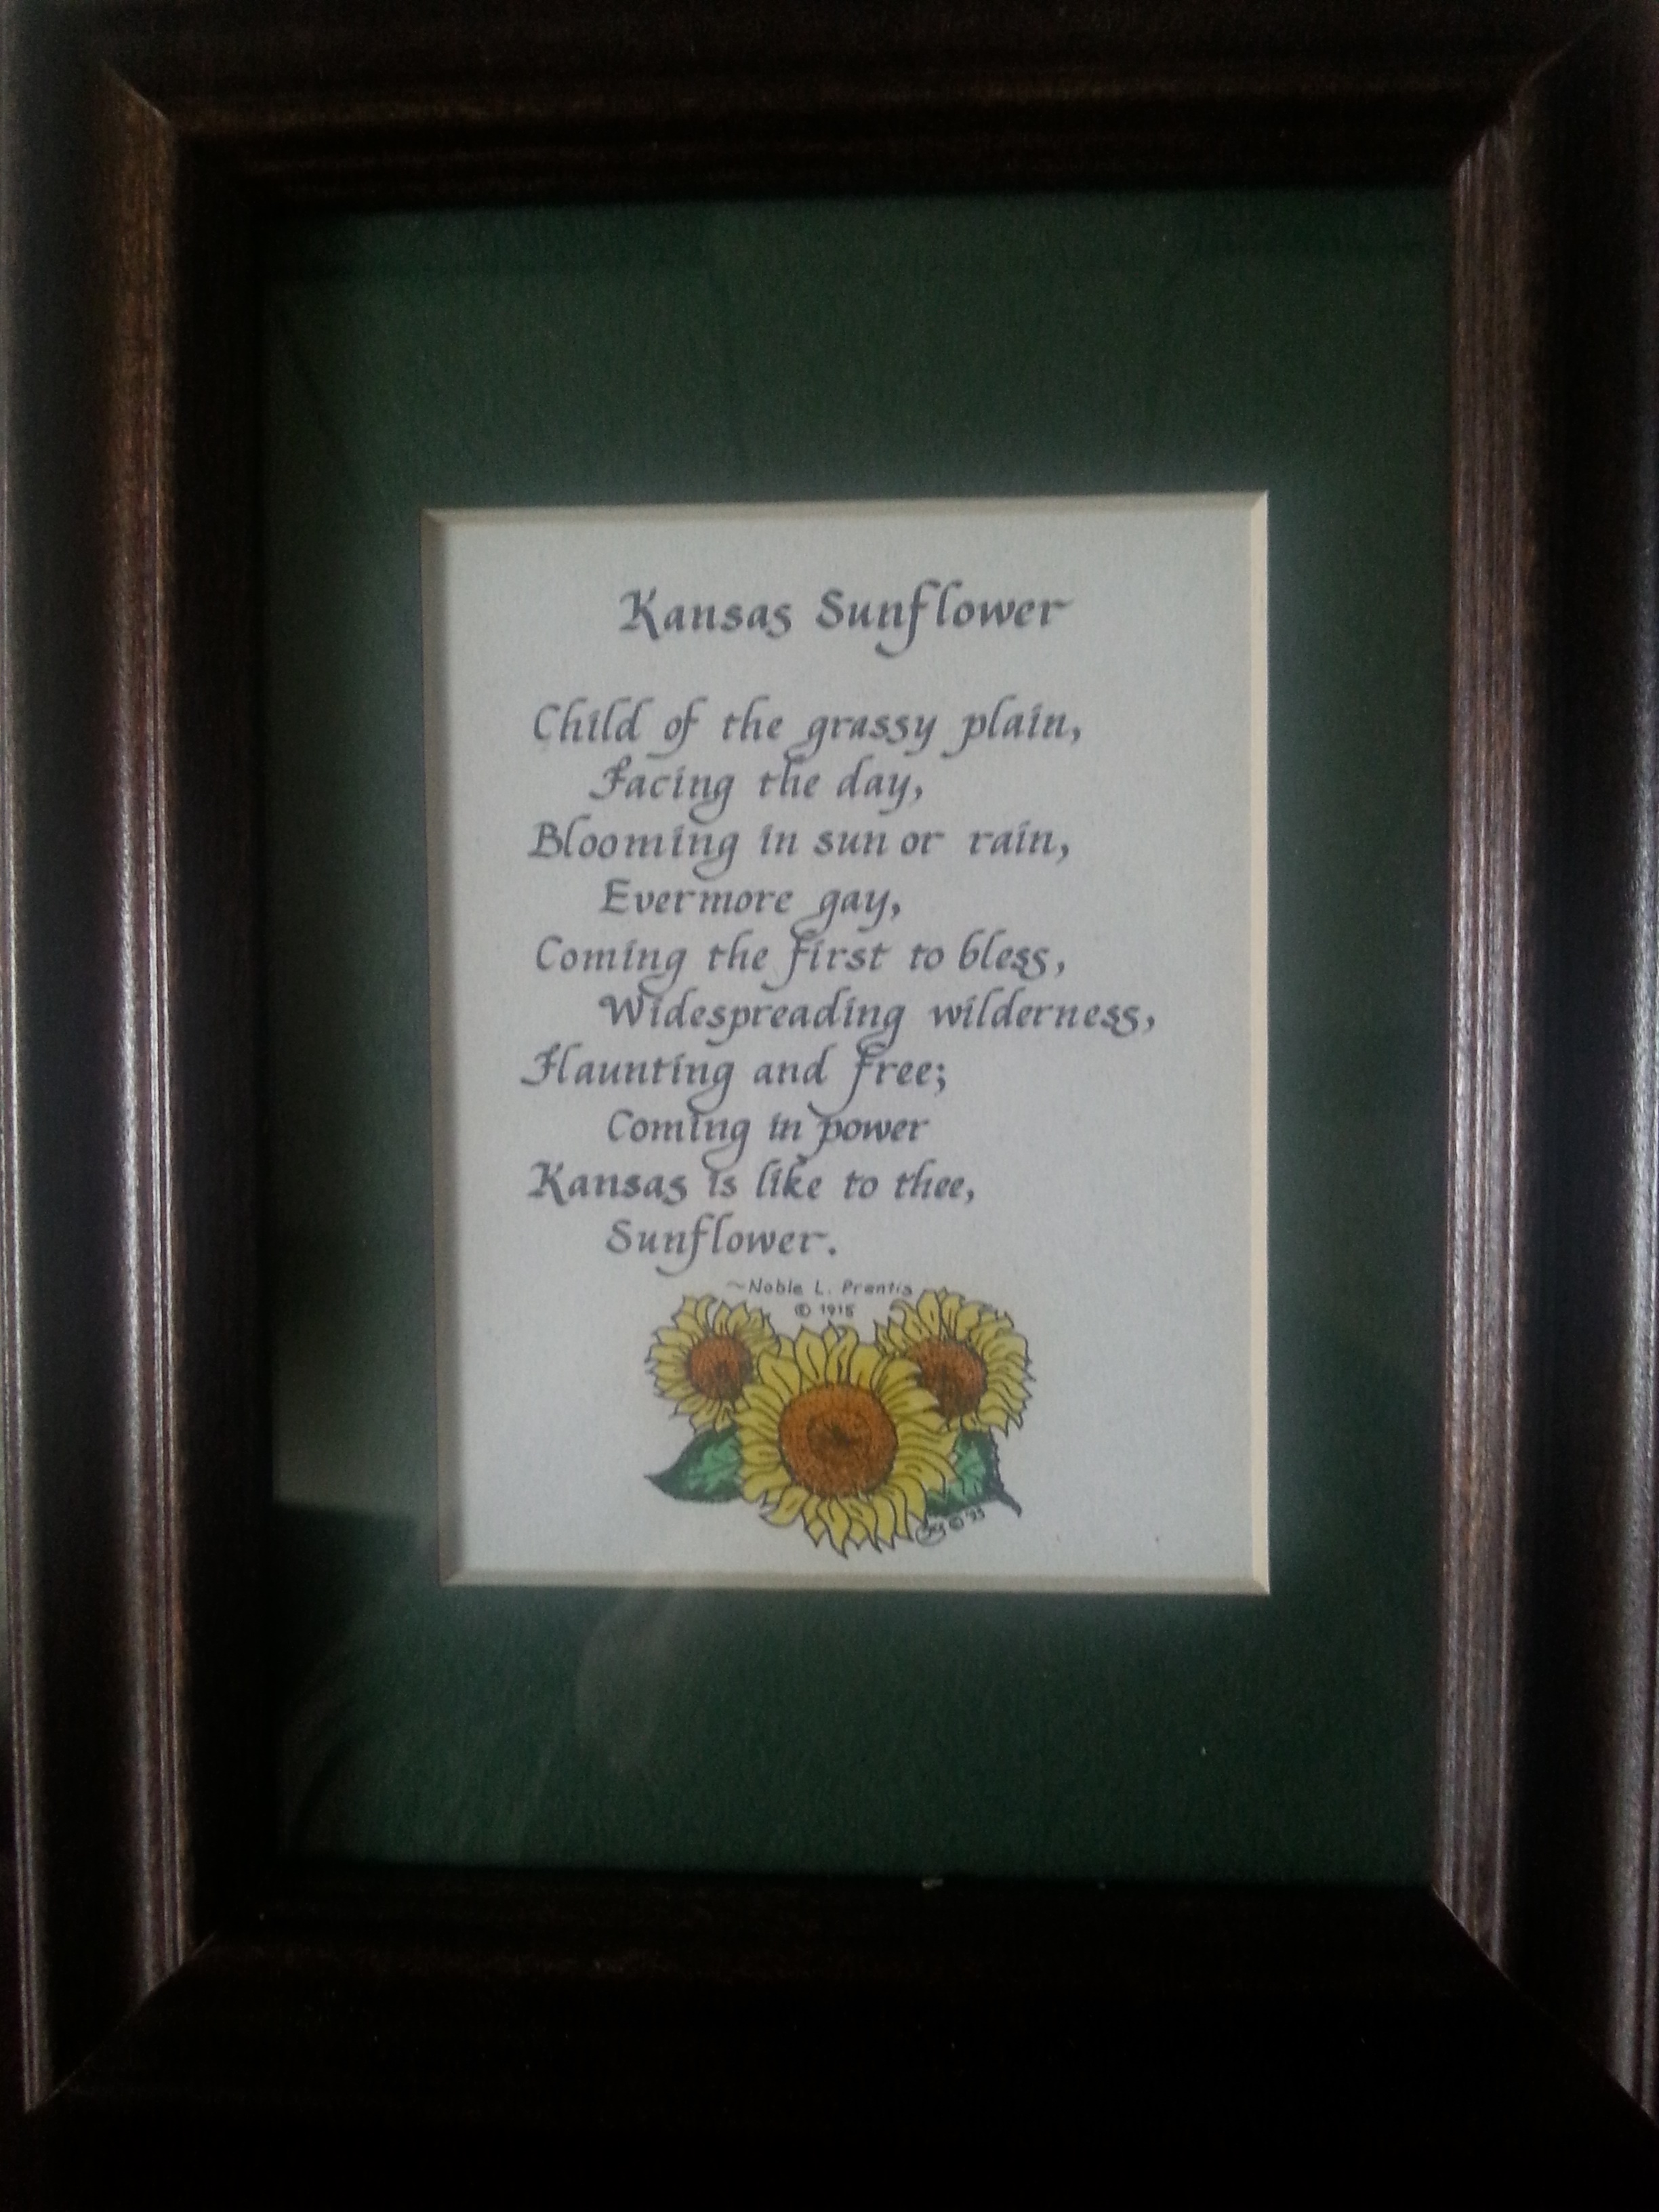 Kansas Sunflower
Child of the grassy plain,
Facing the day,
Blooming in sun or rain,
Evermore gay,
Coming the first to bless,
Widespreading wilderness,
Flaunting and free;
Coming in power
Kansas is like to thee,
Sunflower.
~Noble L. Prentis
© 1915
© '93